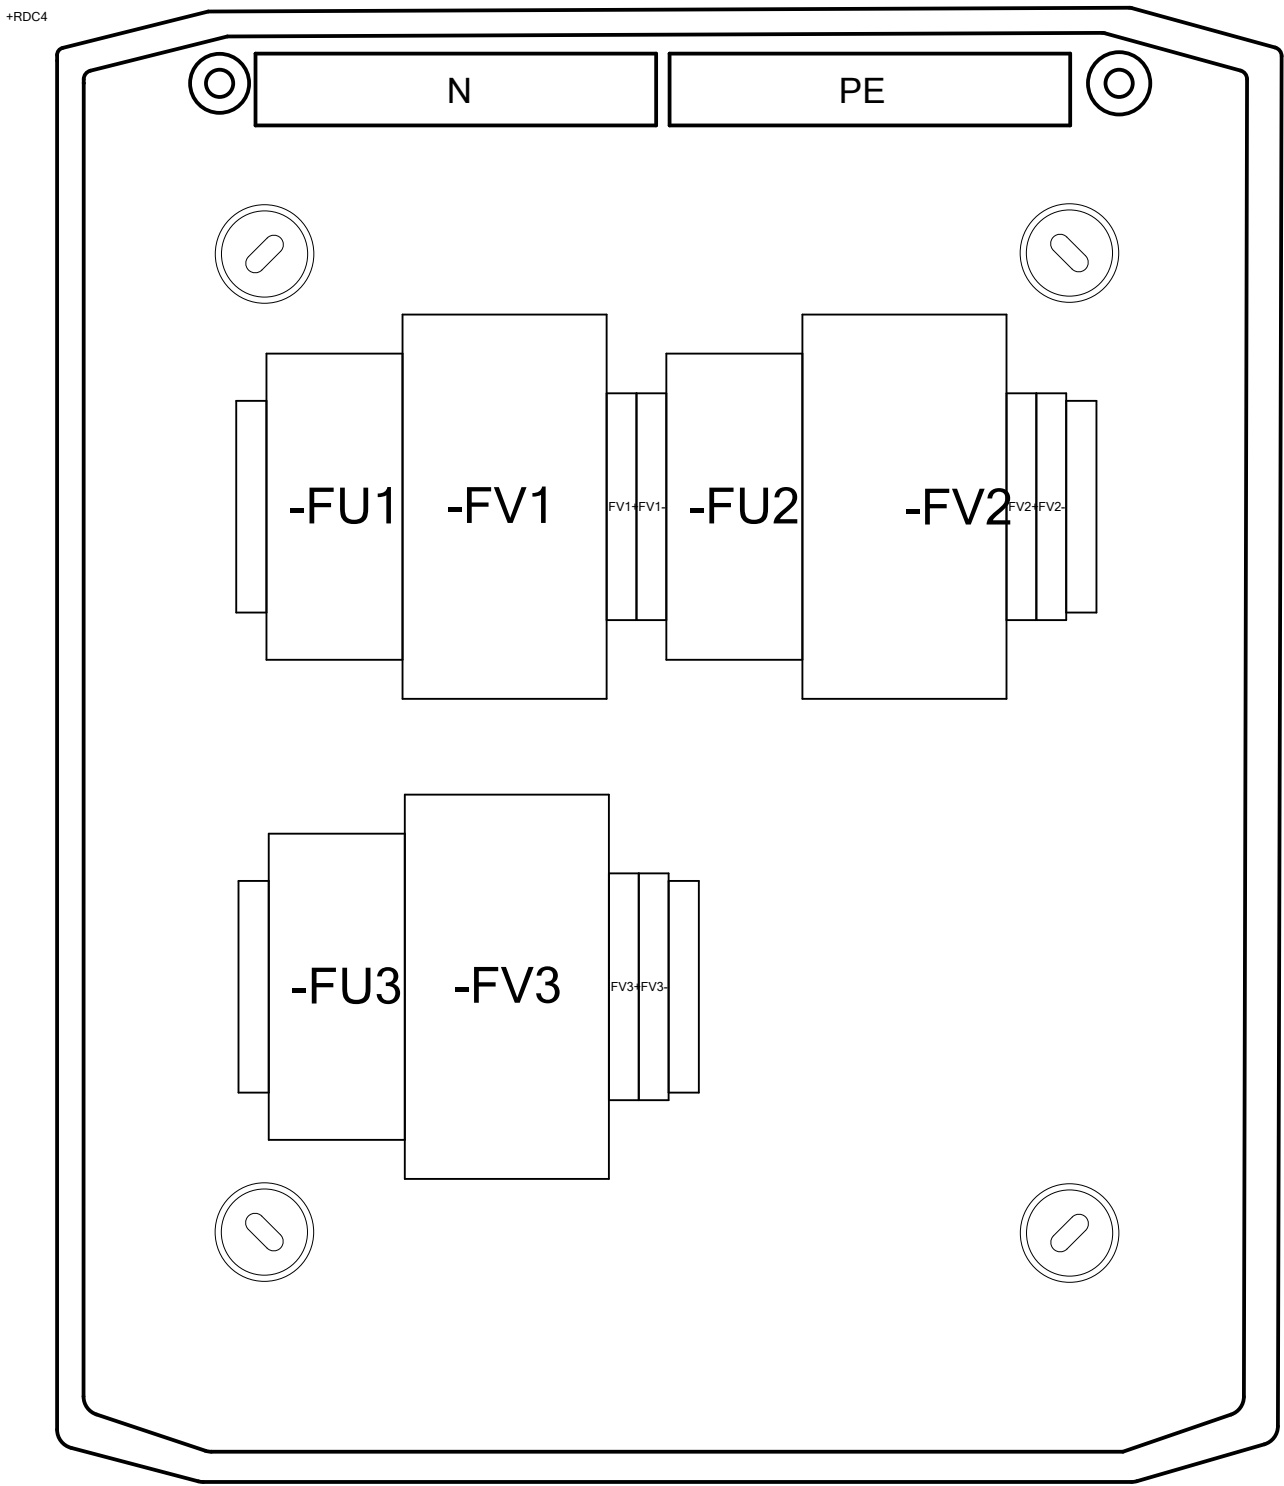 +RDC4
N
PE
-FU1
-FV1
FV1+
FV1-
-FU2
-FV2
FV2+
FV2-
-FU3
-FV3
FV3+
FV3-